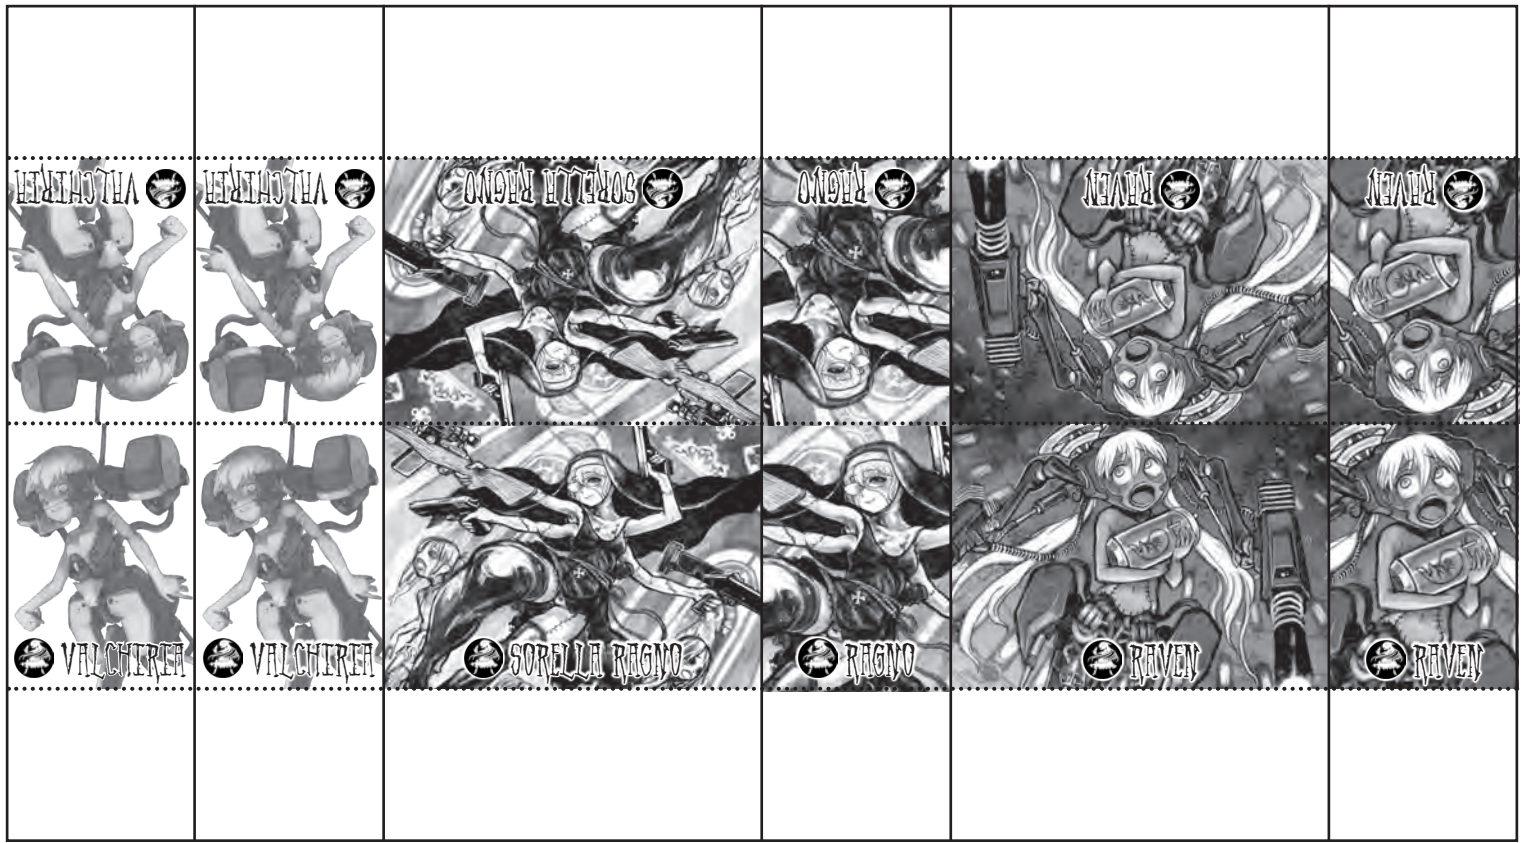 VALCHIRIA
VALCHIRIA
SORELLA RAGNO
RAGNO
RAVEN
RAVEN
VALCHIRIA
VALCHIRIA
SORELLA RAGNO
RAGNO
RAVEN
RAVEN